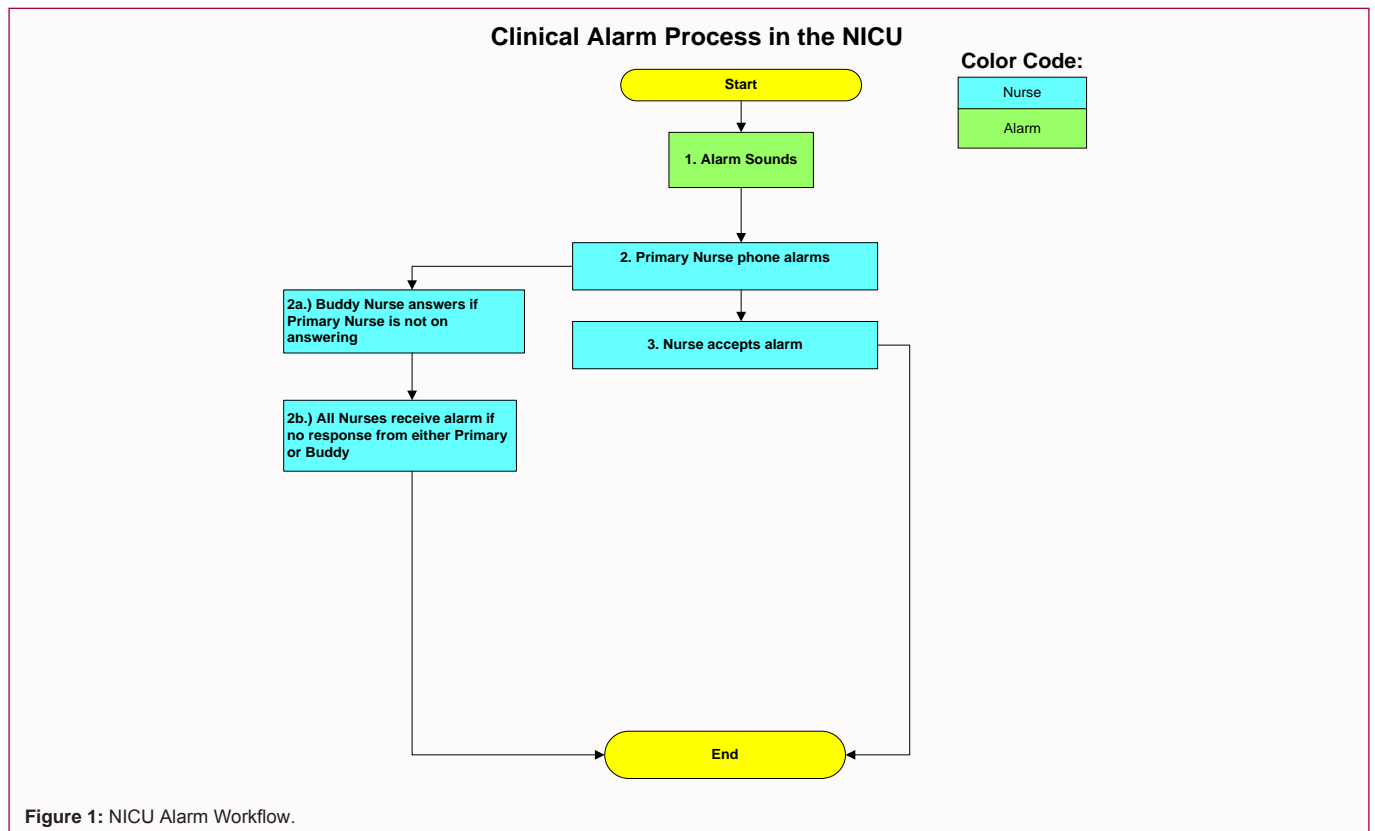 Clinical Alarm Process in the NICU
Color Code:
Nurse
Alarm
Start
1. Alarm Sounds
2. Primary Nurse phone alarms
2a.) Buddy Nurse answers if
Primary Nurse is not on
answering
3. Nurse accepts alarm
2b.) All Nurses receive alarm if
no response from either Primary
or Buddy
End
Figure 1: NICU Alarm Workflow.